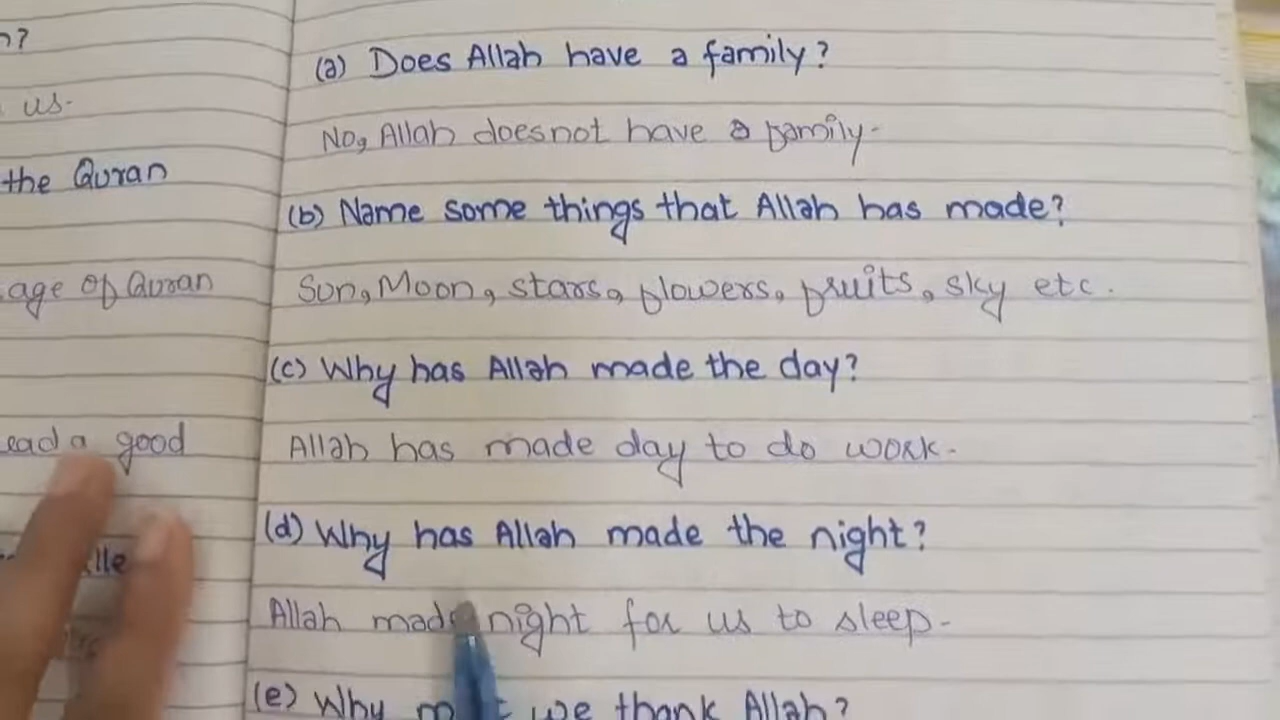 n?
us.
the Quran
age of Quran
ead a good
lle
(a) Does Allah have a family?
No, Allah doesnot have a family.
(b) Name some things that Allah has made?
Sun, Moon, stars, flowers, fruits, sky etc.
(c) Why has Allah made the day?
Allah has made day to do work.
(d) Why has Allah made the night?
Allah made night for us to sleep.
(e) Why we thank Allah?